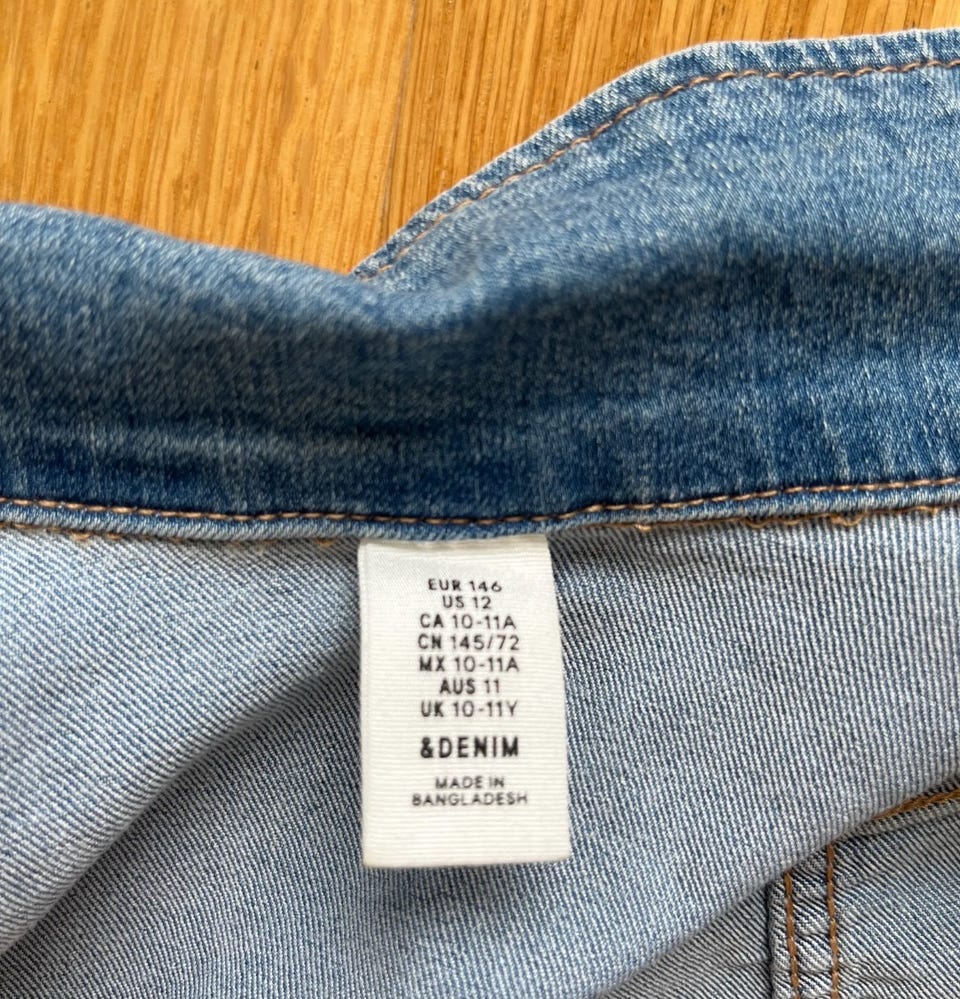 EUR 146
US 12
CA 10-11A
CN 145/72
MX 10-11A
AUS 11
UK 10-11Y
&DENIM
MADE IN
BANGLADESH